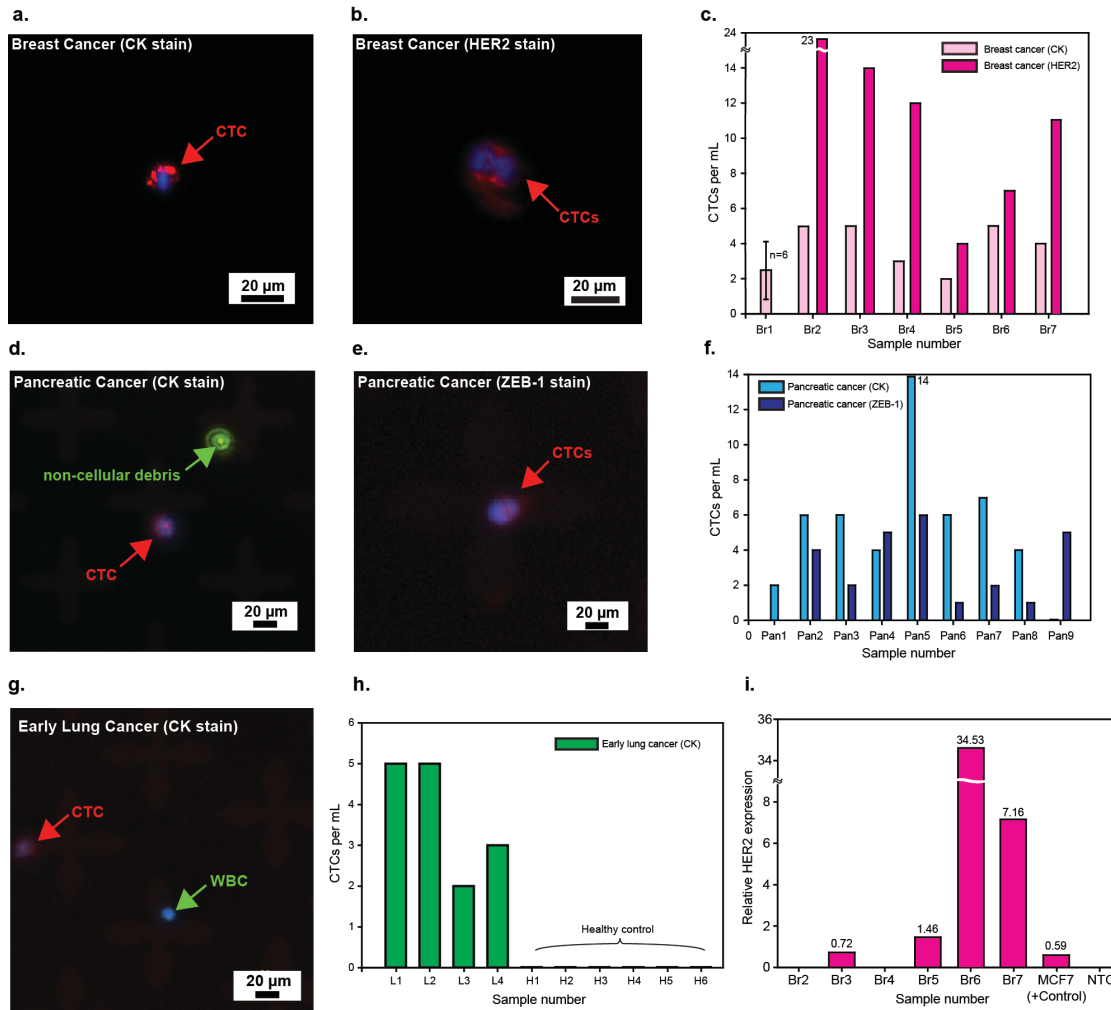 a.
Breast Cancer (CK stain)
CTC
20 µm
b.
Breast Cancer (HER2 stain)
CTCs
20 µm
c.
24
14
12
10
8
6
4
2
0
CTCs per mL
23
n=6
Breast cancer (CK)
Breast cancer (HER2)
Br1 Br2 Br3 Br4 Br5 Br6 Br7
Sample number
d.
Pancreatic Cancer (CK stain)
non-cellular debris
CTC
20 µm
e.
Pancreatic Cancer (ZEB-1 stain)
CTCs
20 µm
f.
14
12
10
8
6
4
2
0
CTCs per mL
Pancreatic cancer (CK)
Pancreatic cancer (ZEB-1)
14
0 Pan1 Pan2 Pan3 Pan4 Pan5 Pan6 Pan7 Pan8 Pan9
Sample number
g.
Early Lung Cancer (CK stain)
CTC
WBC
20 µm
h.
6
5
4
3
2
1
0
CTCs per mL
Early lung cancer (CK)
Healthy control
L1 L2 L3 L4 H1 H2 H3 H4 H5 H6
Sample number
i.
36
34
8
6
4
2
0
Relative HER2 expression
0.72
1.46
34.53
7.16
0.59
Br2 Br3 Br4 Br5 Br6 Br7 MCF7 NTC
(+Control)
Sample number